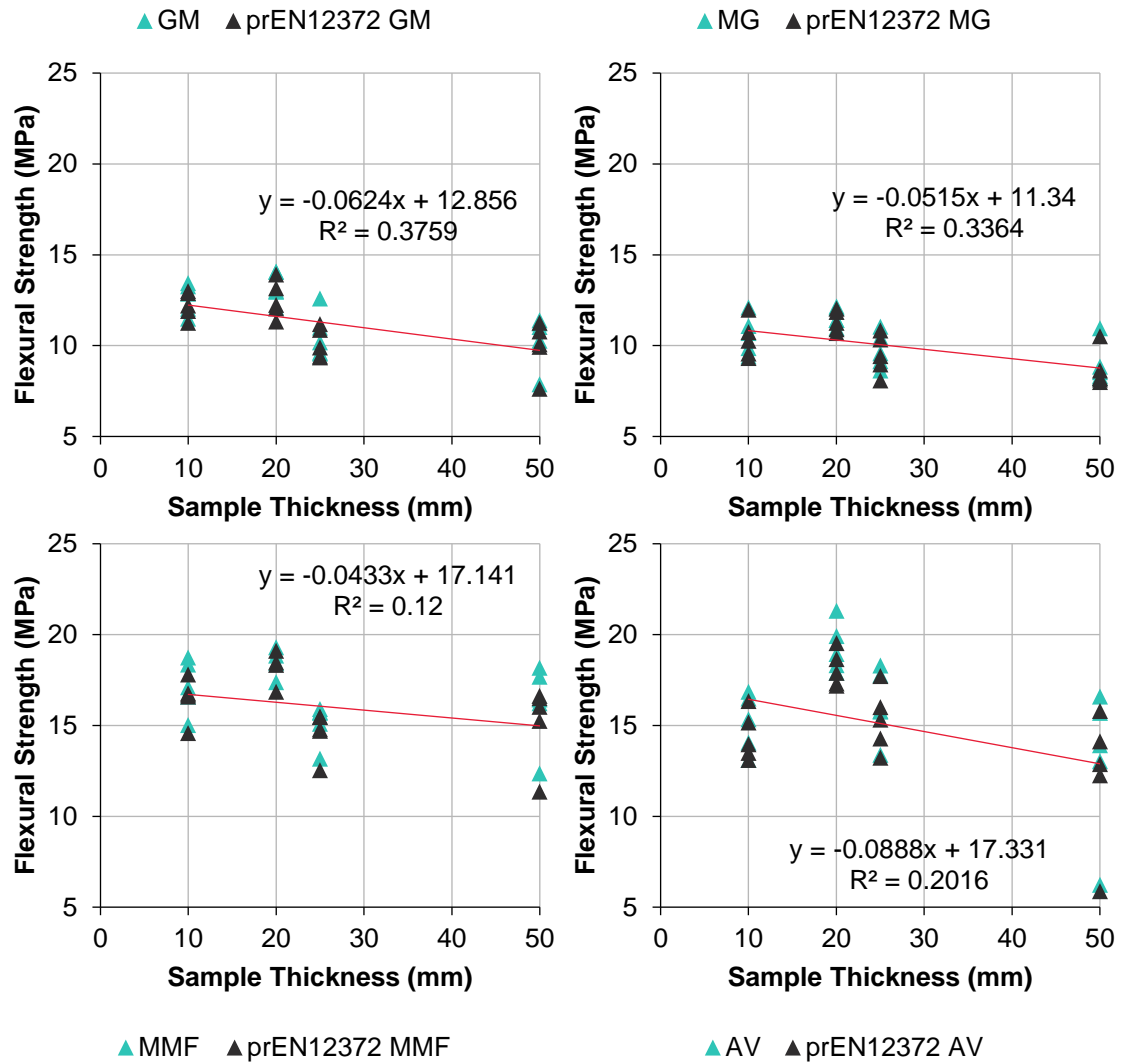 ▲ GM ▲ prEN12372 GM
25
20
15
10
5
0 10 20 30 40 50
Flexural Strength (MPa)
Sample Thickness (mm)
y = -0.0624x + 12.856
R² = 0.3759
▲ MG ▲ prEN12372 MG
25
20
15
10
5
0 10 20 30 40 50
Flexural Strength (MPa)
Sample Thickness (mm)
y = -0.0515x + 11.34
R² = 0.3364
25
20
15
10
5
0 10 20 30 40 50
Flexural Strength (MPa)
Sample Thickness (mm)
y = -0.0433x + 17.141
R² = 0.12
▲ MMF ▲ prEN12372 MMF
25
20
15
10
5
0 10 20 30 40 50
Flexural Strength (MPa)
Sample Thickness (mm)
y = -0.0888x + 17.331
R² = 0.2016
▲ AV ▲ prEN12372 AV